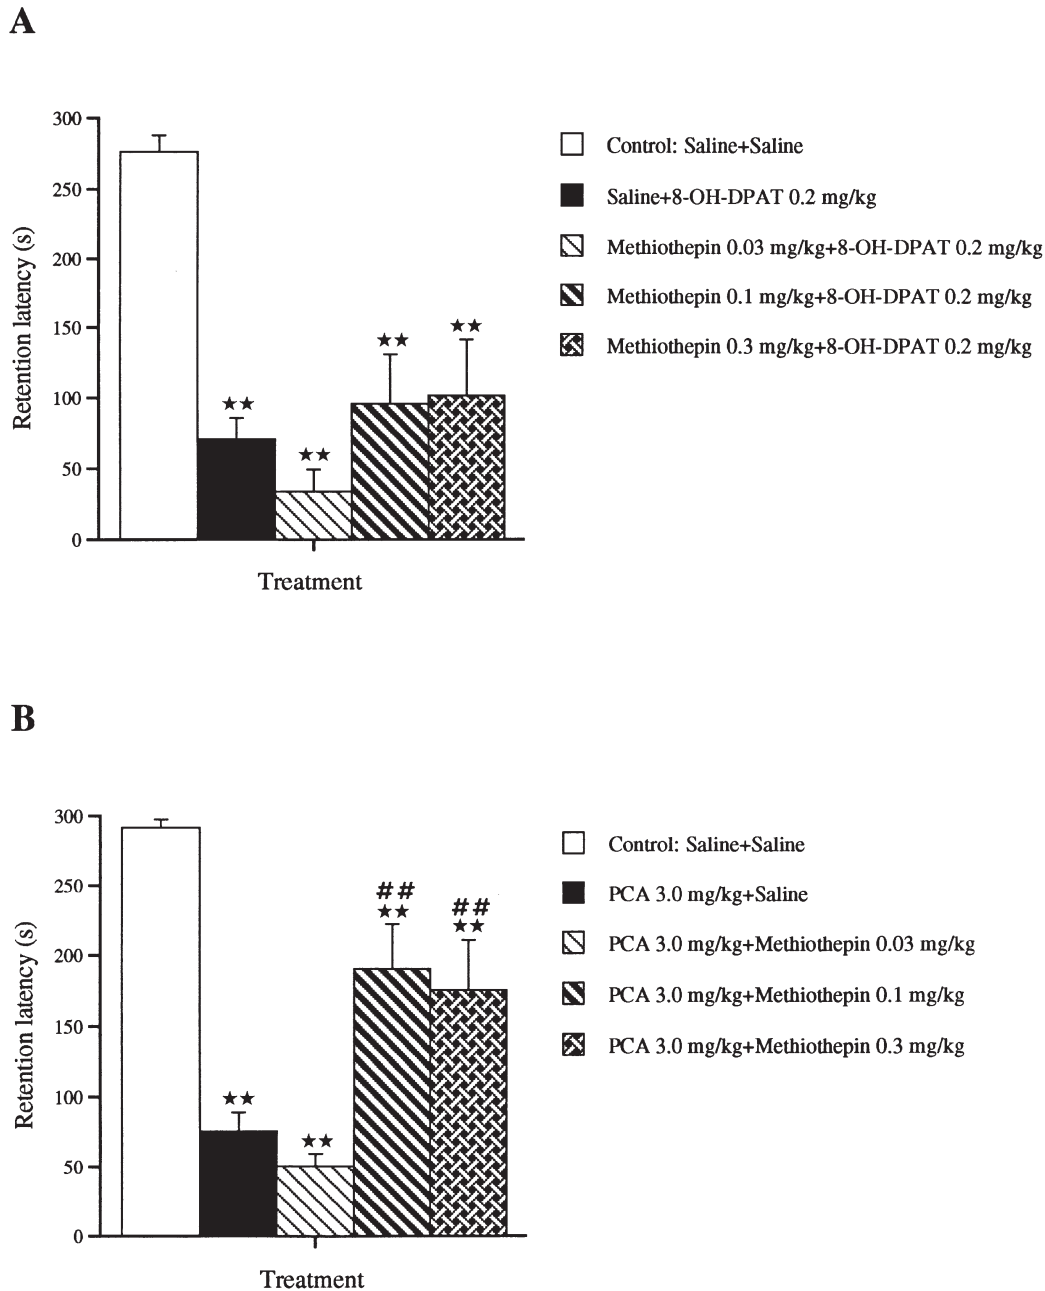 A
300
250
200
150
100
50
0
Retention latency (s)
★★
★★
★★
★★
Treatment
Control: Saline+Saline
Saline+8-OH-DPAT 0.2 mg/kg
Methiothepin 0.03 mg/kg+8-OH-DPAT 0.2 mg/kg
Methiothepin 0.1 mg/kg+8-OH-DPAT 0.2 mg/kg
Methiothepin 0.3 mg/kg+8-OH-DPAT 0.2 mg/kg
B
300
250
200
150
100
50
0
Retention latency (s)
★★
★★
##
★★
##
★★
Treatment
Control: Saline+Saline
PCA 3.0 mg/kg+Saline
PCA 3.0 mg/kg+Methiothepin 0.03 mg/kg
PCA 3.0 mg/kg+Methiothepin 0.1 mg/kg
PCA 3.0 mg/kg+Methiothepin 0.3 mg/kg